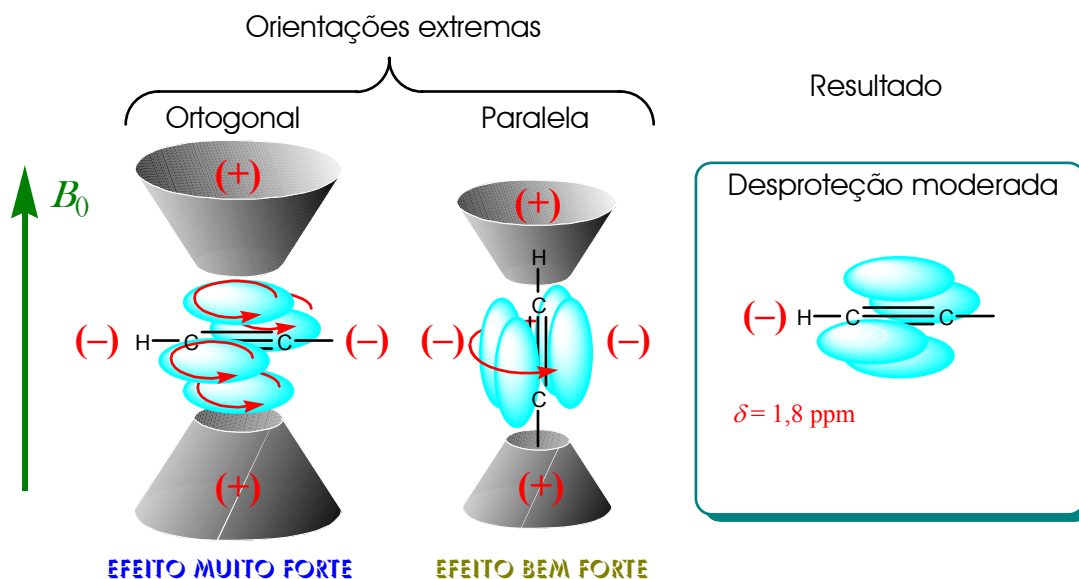 Orientações extremas
Ortogonal
Paralela
Resultado
B0
(+)
(–)
H
C
C
(–)
(+)
EFEITO MUITO FORTE
(+)
H
C
(–)
+
(–)
C
(+)
EFEITO BEM FORTE
Desproteção moderada
(–) H C C
δ = 1,8 ppm